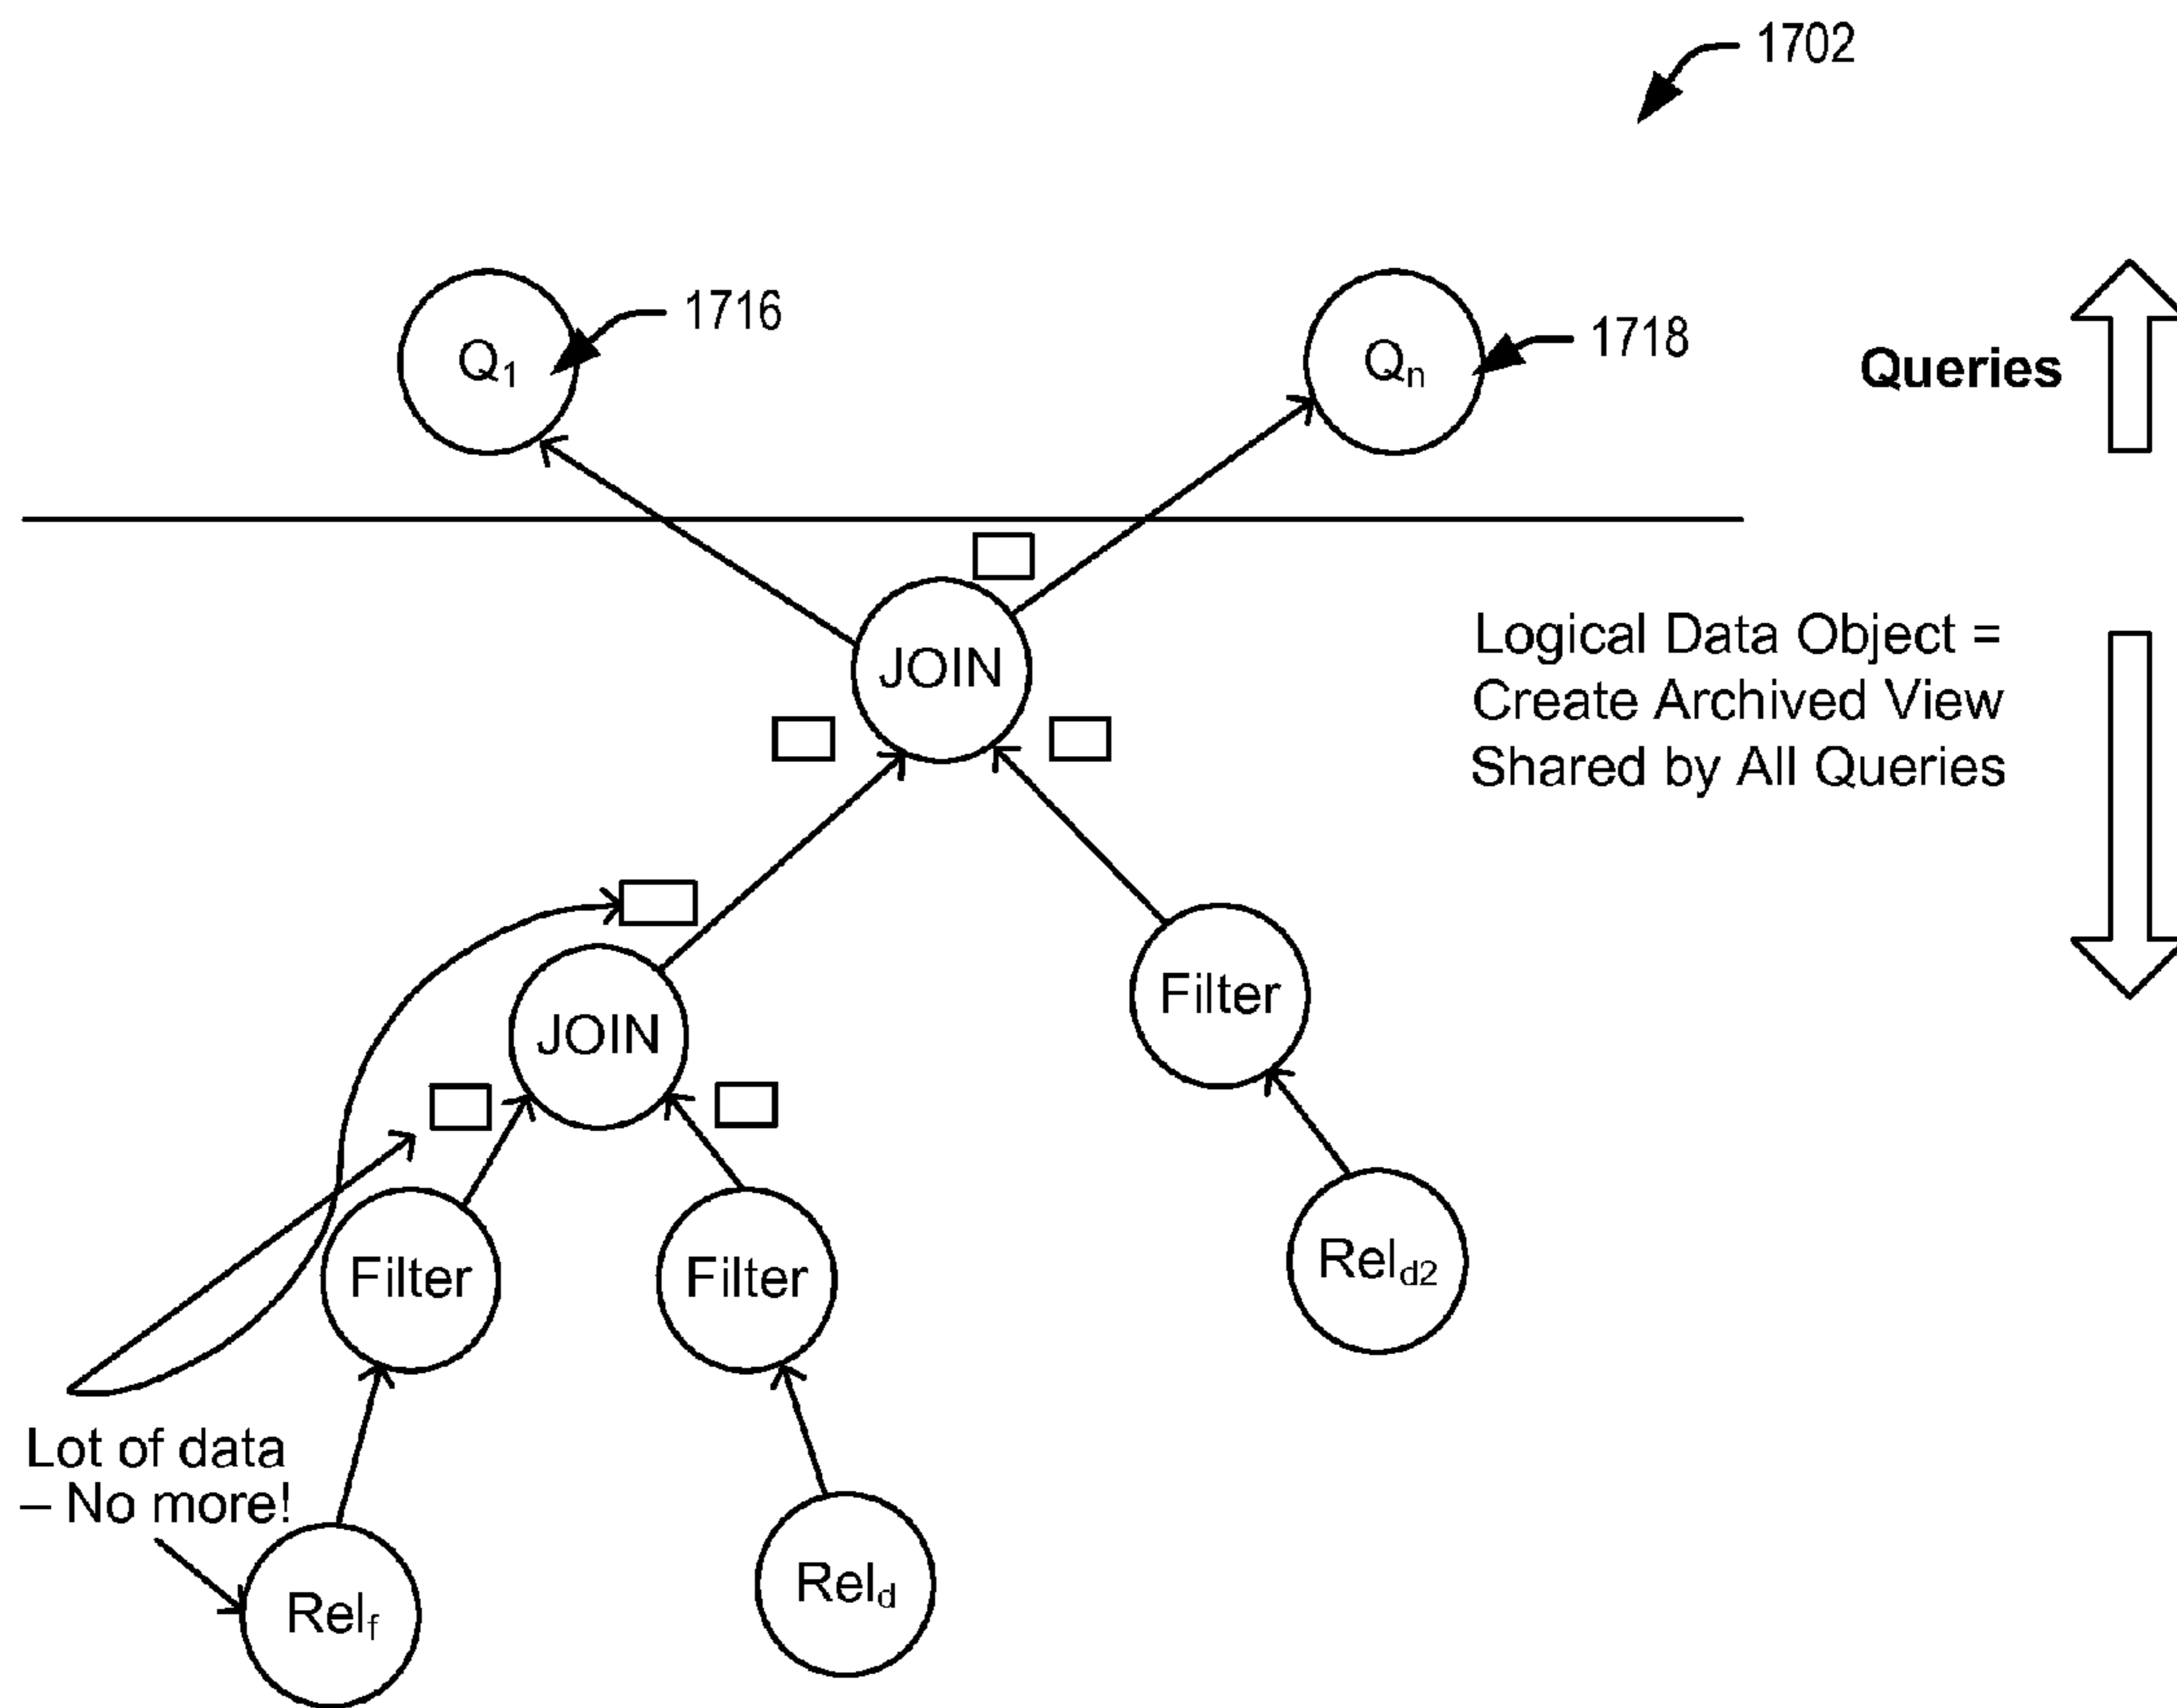 1702
Q1
1716
Qn
1718
Queries
JOIN
Logical Data Object =
Create Archived View
Shared by All Queries
JOIN
Filter
Filter
Filter
Reld2
Lot of data
– No more!
Relf
Reld